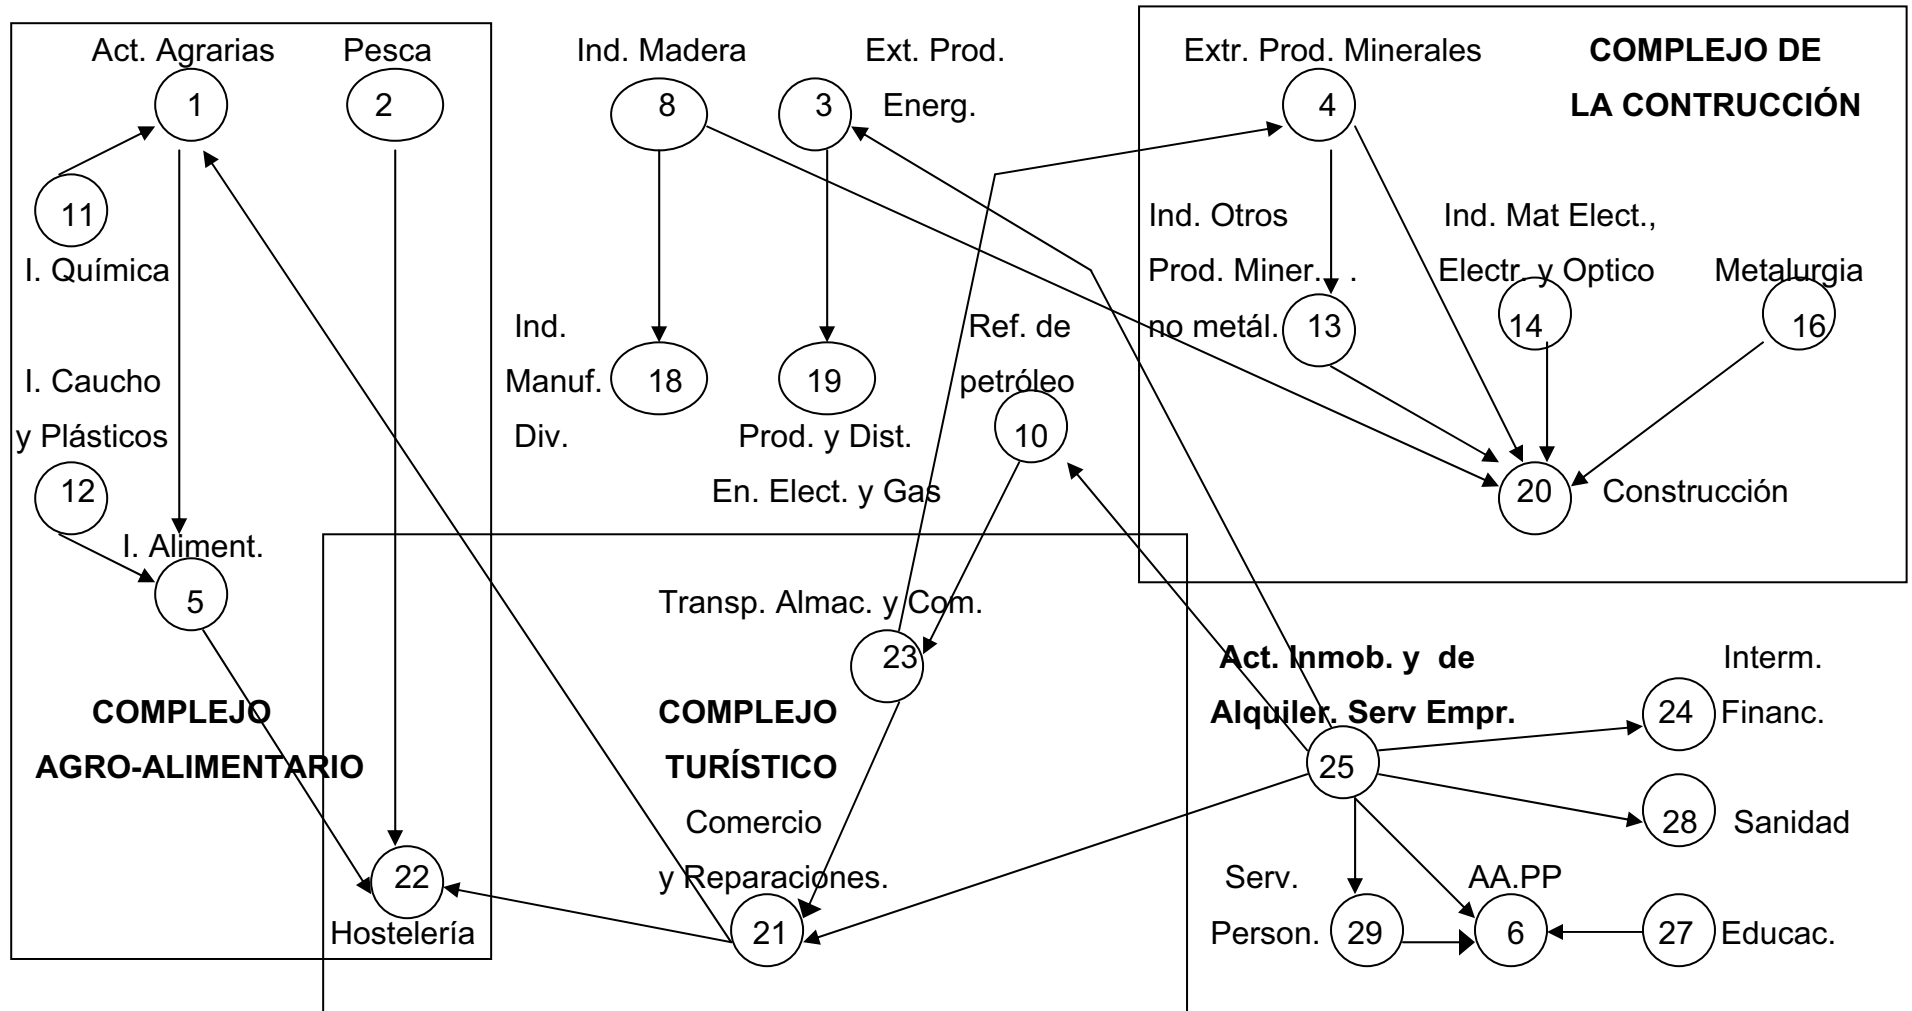 Act. Agrarias
Pesca
Ind. Madera
Ext. Prod.
Energ.
Extr. Prod. Minerales
COMPLEJO DE
LA CONTRUCCIÓN
1
2
8
3
4
11
I. Química
Ind. Otros
Prod. Miner. .
no metál.
13
Ind. Mat Elect.,
Electr. y Optico
14
Metalurgia
16
Ind.
Manuf.
Div.
18
19
Prod. y Dist.
En. Elect. y Gas
Ref. de
petróleo
10
I. Caucho
y Plásticos
12
20
Construcción
I. Aliment.
5
Transp. Almac. y Com.
23
COMPLEJO
AGRO-ALIMENTARIO
COMPLEJO
TURÍSTICO
Comercio
y Reparaciones.
21
22
Hostelería
Act. Inmob. y de
Alquiler. Serv Empr.
25
Interm.
Financ.
24
28
Sanidad
Serv.
Person.
29
AA.PP
6
27
Educac.